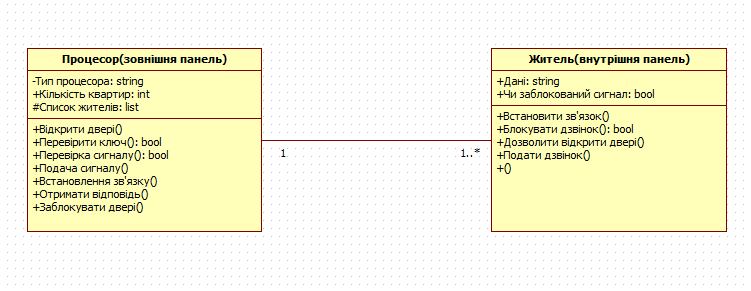 Процесор(зовнішня панель)
-Тип процесора: string
+Кількість квартир: int
#Список жителів: list
+Відкрити двері()
+Перевірити ключ(): bool
+Перевірка сигналу(): bool
+Подача сигналу()
+Встановлення зв'язку()
+Отримати відповідь()
+Заблокувати двері()
1
1..*
Житель(внутрішня панель)
+Дані: string
+Чи заблокований сигнал: bool
+Встановити зв'язок()
+Блокувати дзвінок(): bool
+Дозволити відкрити двері()
+Подати дзвінок()
+()